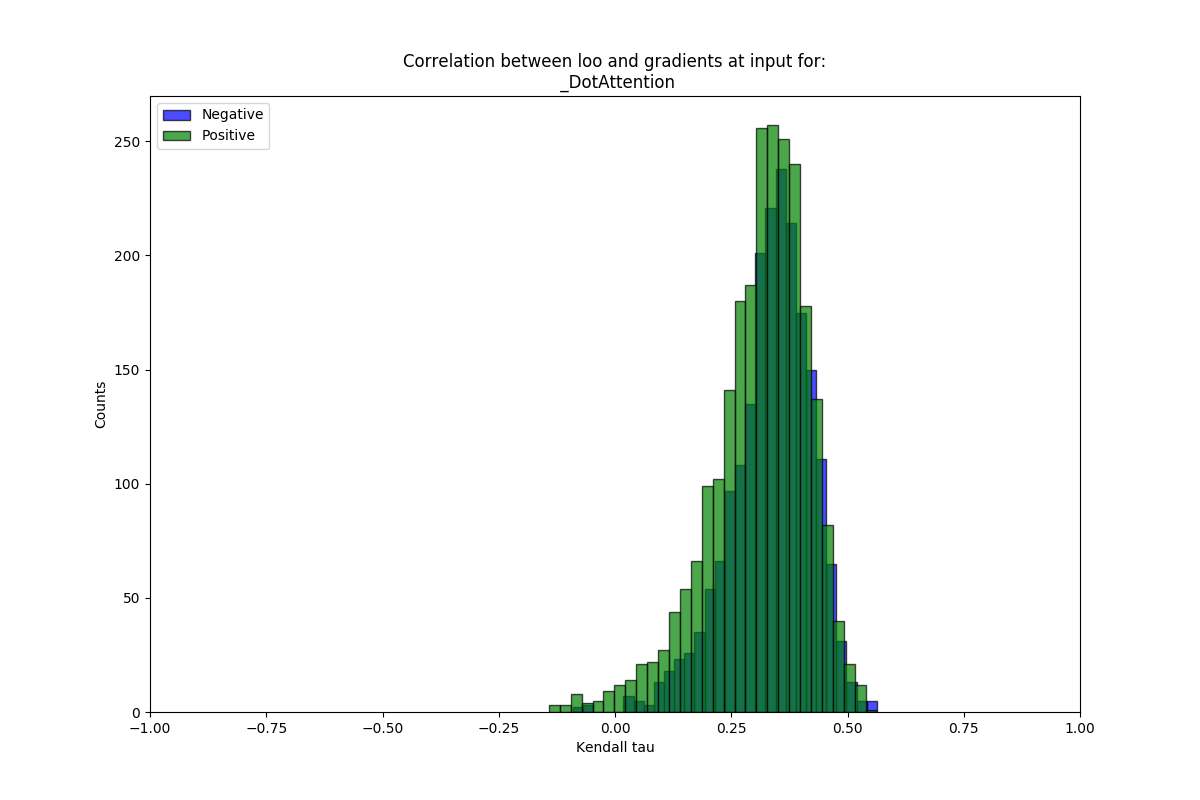 Correlation between loo and gradients at input for:
_DotAttention
Negative
Positive
250
200
150
100
50
0
Counts
−1.00
−0.75
−0.50
−0.25
0.00
0.25
0.50
0.75
1.00
Kendall tau